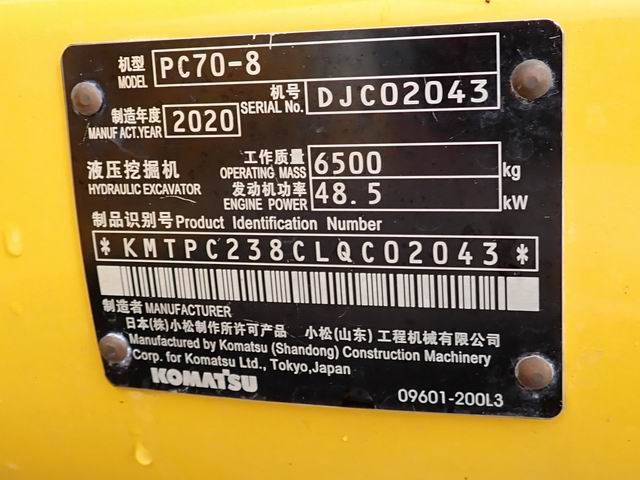 机型 MODEL PC70-8
机号 SERIAL No. DJC02043
制造年度 MANUFACT.YEAR 2020
液压挖掘机 HYDRAULIC EXCAVATOR
工作质量 OPERATING MASS 6500 kg
发动机功率 ENGINE POWER 48.5 kW
制品识别号 Product Identification Number
*KMTPC238CLQC02043*
制造者 MANUFACTURER
日本(株)小松制作所许可产品 小松(山东)工程机械有限公司
Manufactured by Komatsu (Shandong) Construction Machinery
Corp. for Komatsu Ltd., Tokyo,Japan
KOMATSU
09601-200L3